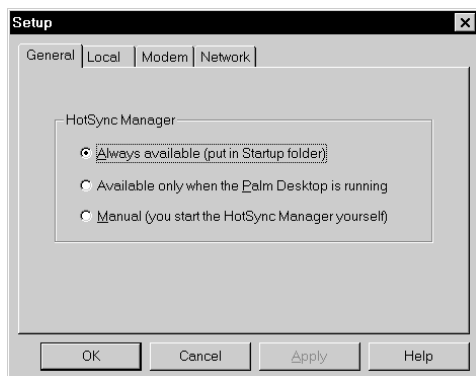 Setup
General Local Modem Network
HotSync Manager
Always available (put in Startup folder)
Available only when the Palm Desktop is running
Manual (you start the HotSync Manager yourself)
OK Cancel Apply Help